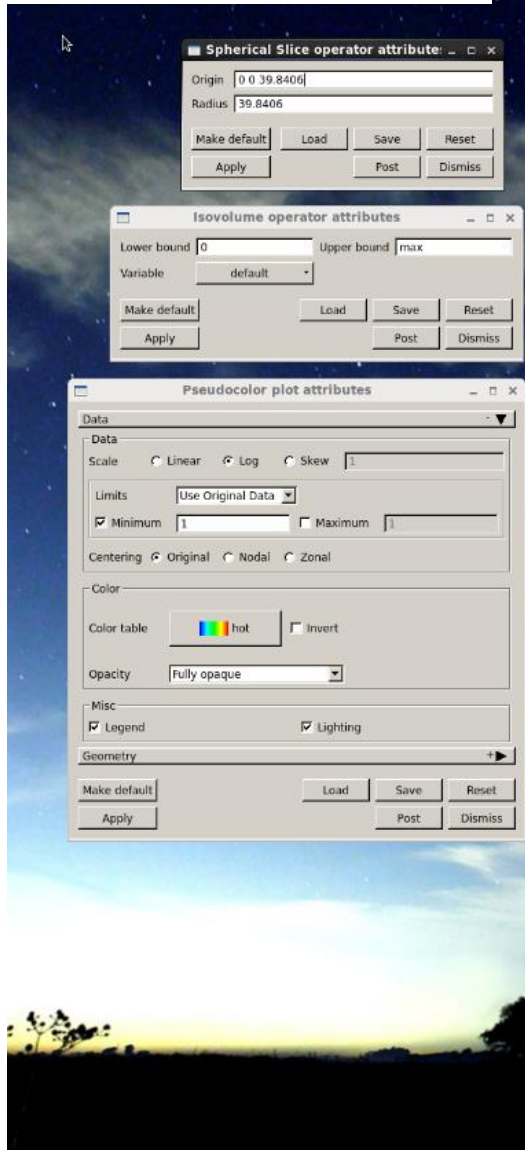 Spherical Slice operator attribute:
Origin 0 0 39.8406
Radius 39.8406
Make default Load Save Reset
Apply Post Dismiss
Isovolume operator attributes
Lower bound 0 Upper bound max
Variable default
Make default Load Save Reset
Apply Post Dismiss
Pseudocolor plot attributes
Data
Data
Scale Linear Log Skew 1
Limits Use Original Data
Minimum 1 Maximum 1
Centering Original Nodal Zonal
Color
Color table hot Invert
Opacity Fully opaque
Misc
Legend Lighting
Geometry
Make default Load Save Reset
Apply Post Dismiss